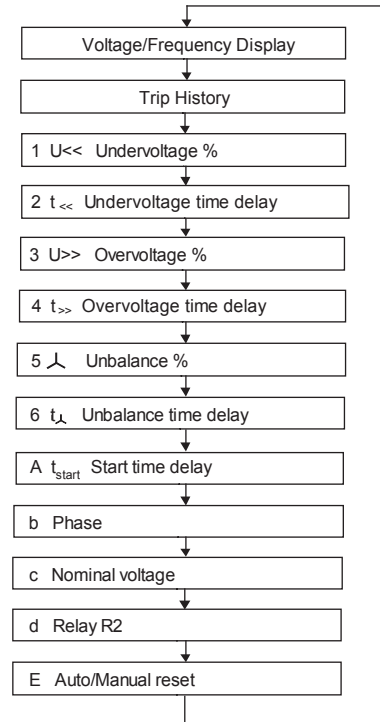 Voltage/Frequency Display
Trip History
1 U<< Undervoltage %
2 t<< Undervoltage time delay
3 U>> Overvoltage %
4 t>> Overvoltage time delay
5 ⅄ Unbalance %
6 t⅄ Unbalance time delay
A tstart Start time delay
b Phase
c Nominal voltage
d Relay R2
E Auto/Manual reset